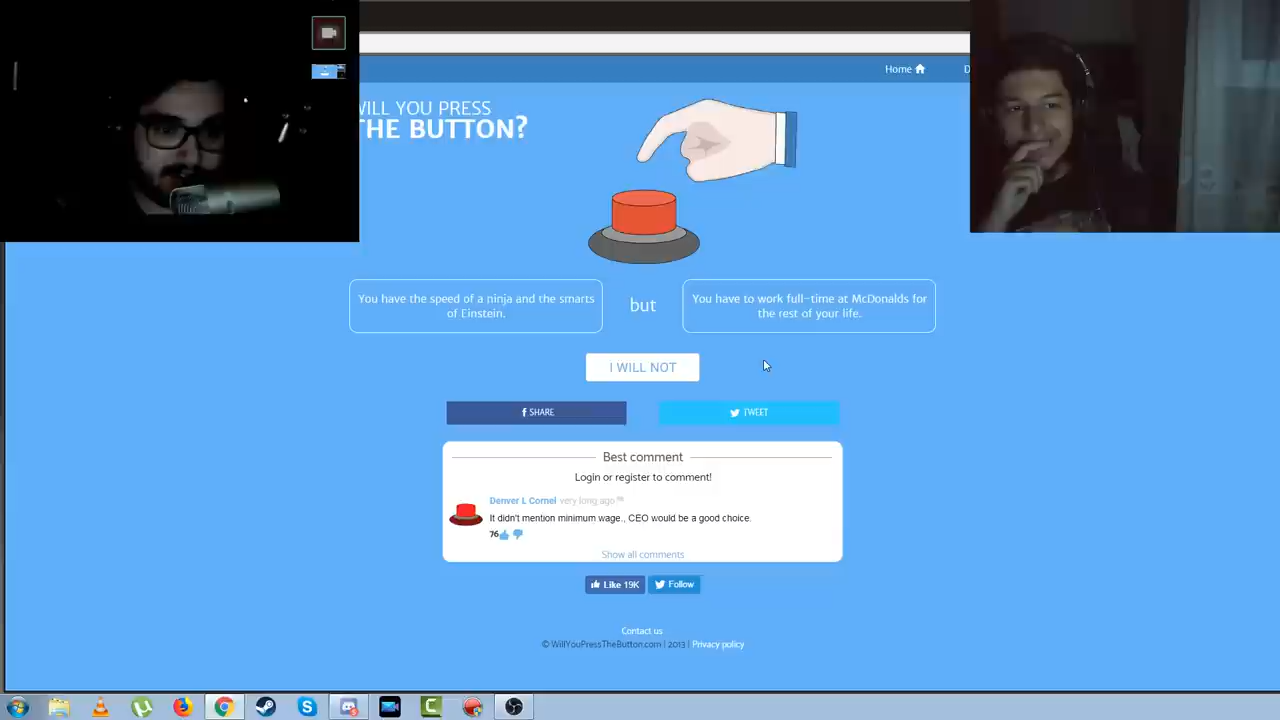 Home
D
WILL YOU PRESS
THE BUTTON?
You have the speed of a ninja and the smarts
of Einstein.
but
You have to work full-time at McDonalds for
the rest of your life..
I WILL NOT
f SHARE
TWEET
Best comment
Login or register to comment!
Denver L Cornel very long ago
It didn't mention minimum wage., CEO would be a good choice.
76
Show all comments
Like 19K
Follow
Contact us
© WillYouPressTheButton.com | 2013 | Privacy policy